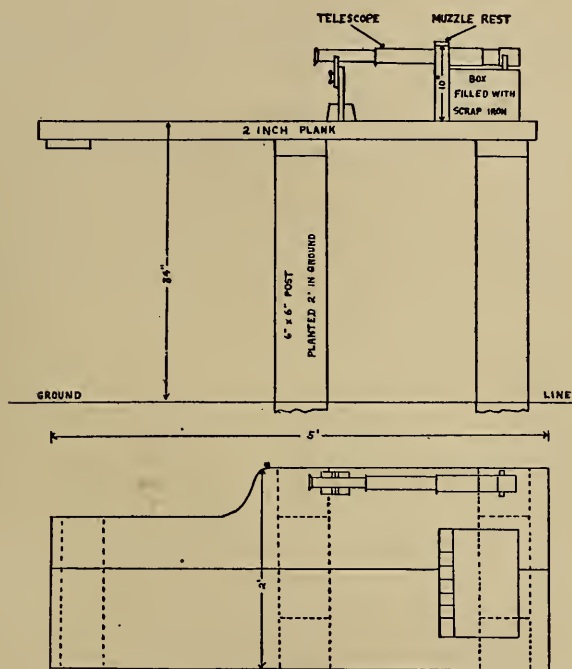 TELESCOPE
MUZZLE REST
10"
BOX
FILLED WITH
SCRAP IRON
2 INCH PLANK
34"
6" x 6" POST
PLANTED 2' IN GROUND
GROUND
LINE
5'
2'